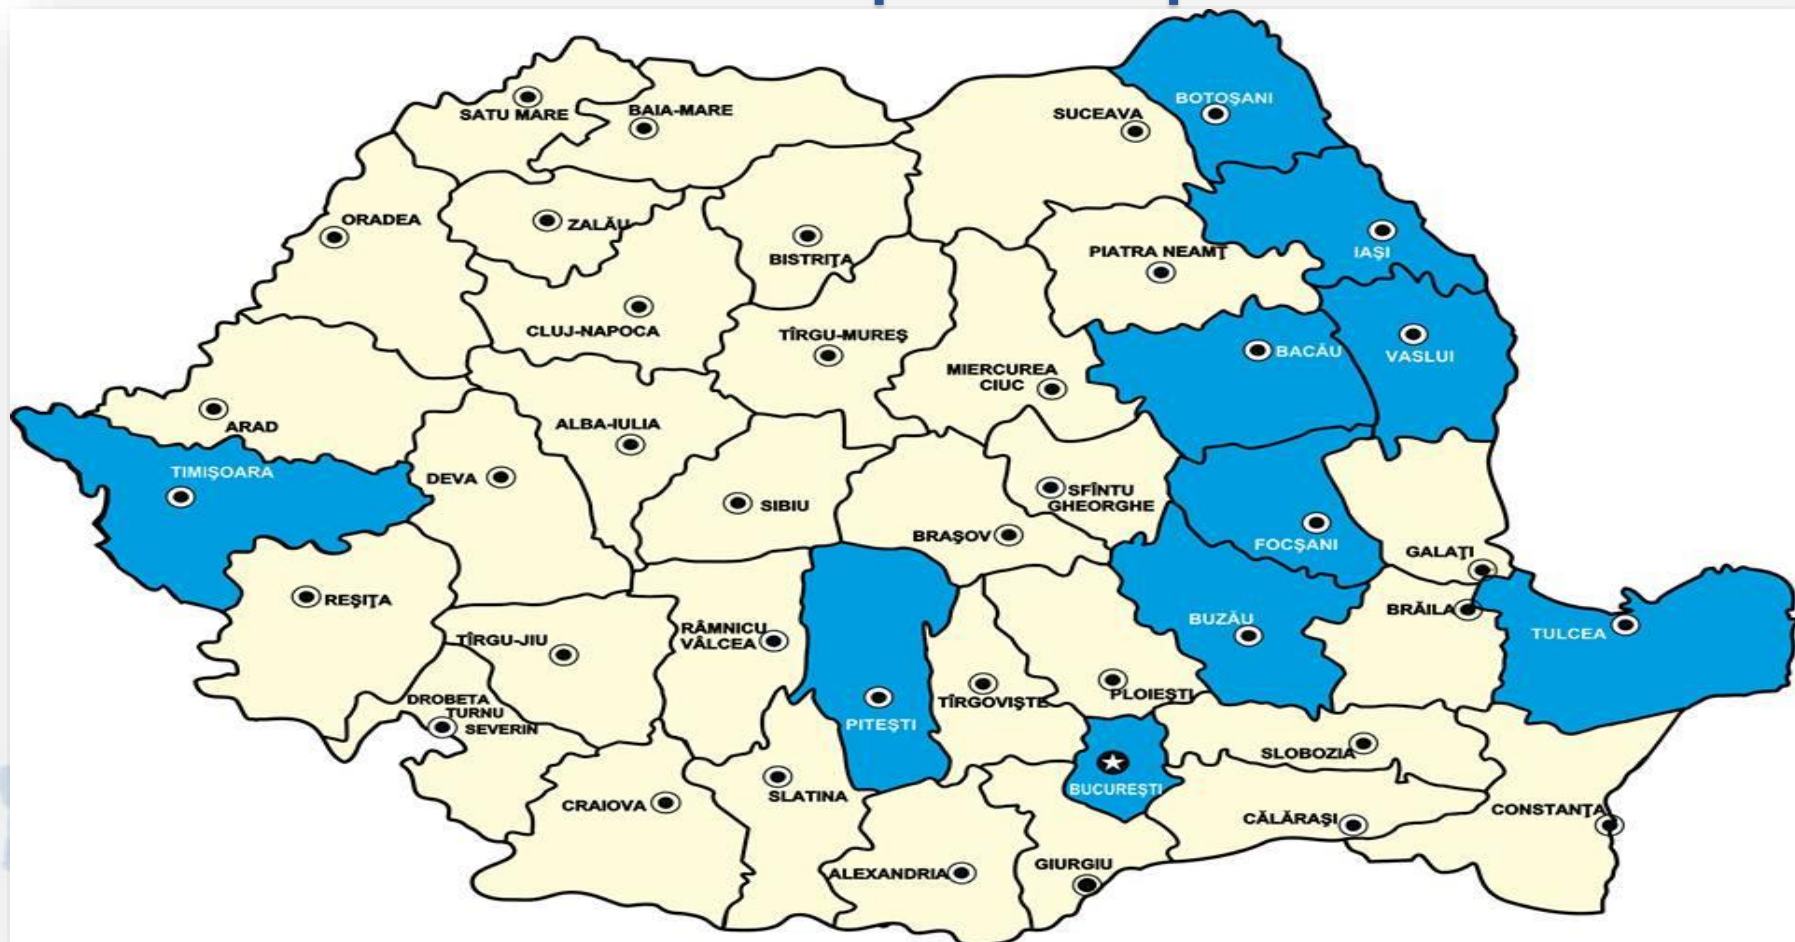 BOTOŞANI
SATU MARE
BAIA-MARE
SUCEAVA
ORADEA
ZALĂU
BISTRIŢA
PIATRA NEAMŢ
IAŞI
CLUJ-NAPOCA
TÎRGU-MUREŞ
BACĂU
VASLUI
MIERCUREA
CIUC
ARAD
ALBA-IULIA
TIMIŞOARA
DEVA
SIBIU
SFÎNTU
GHEORGHE
BRAŞOV
FOCŞANI
GALAŢI
REŞIŢA
BRĂILA
BUZĂU
TULCEA
TÎRGU-JIU
RÂMNICU
VÂLCEA
DROBETA
TURNU
SEVERIN
PITEŞTI
TÎRGOVIŞTE
PLOIEŞTI
SLOBOZIA
BUCUREŞTI
SLATINA
CRAIOVA
CĂLĂRAŞI
CONSTANŢA
ALEXANDRIA
GIURGIU